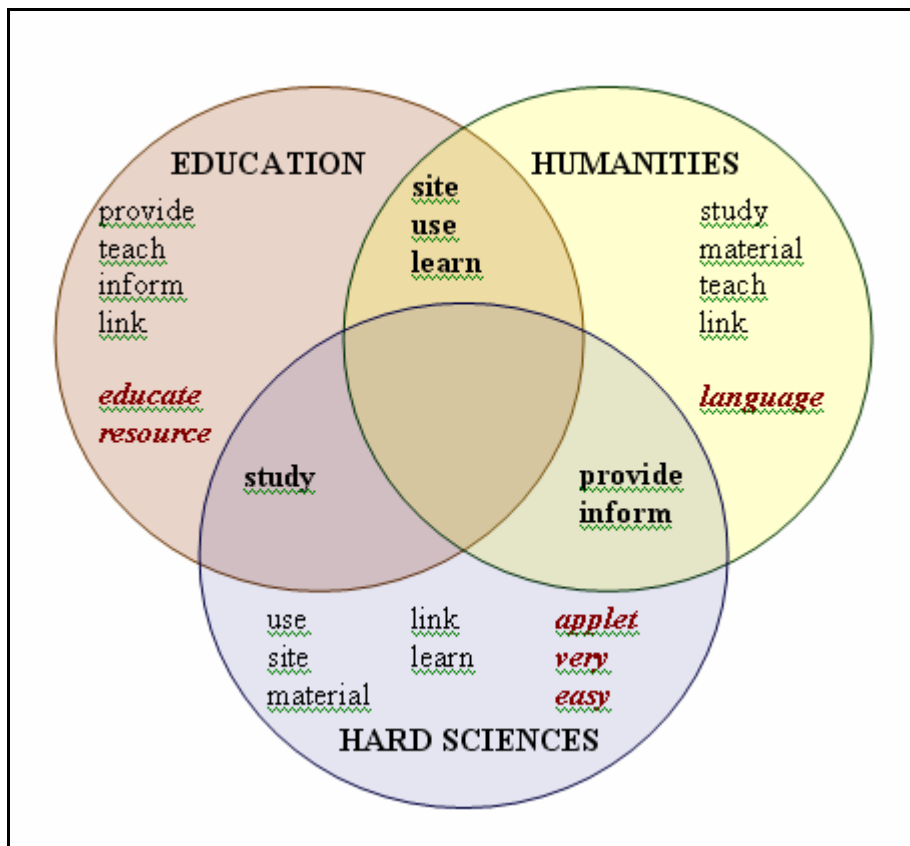 EDUCATION
HUMANITIES
provide
teach
inform
link
educate
resource
site
use
learn
study
material
teach
link
language
study
provide
inform
use
site
material
link
learn
applet
very
easy
HARD SCIENCES